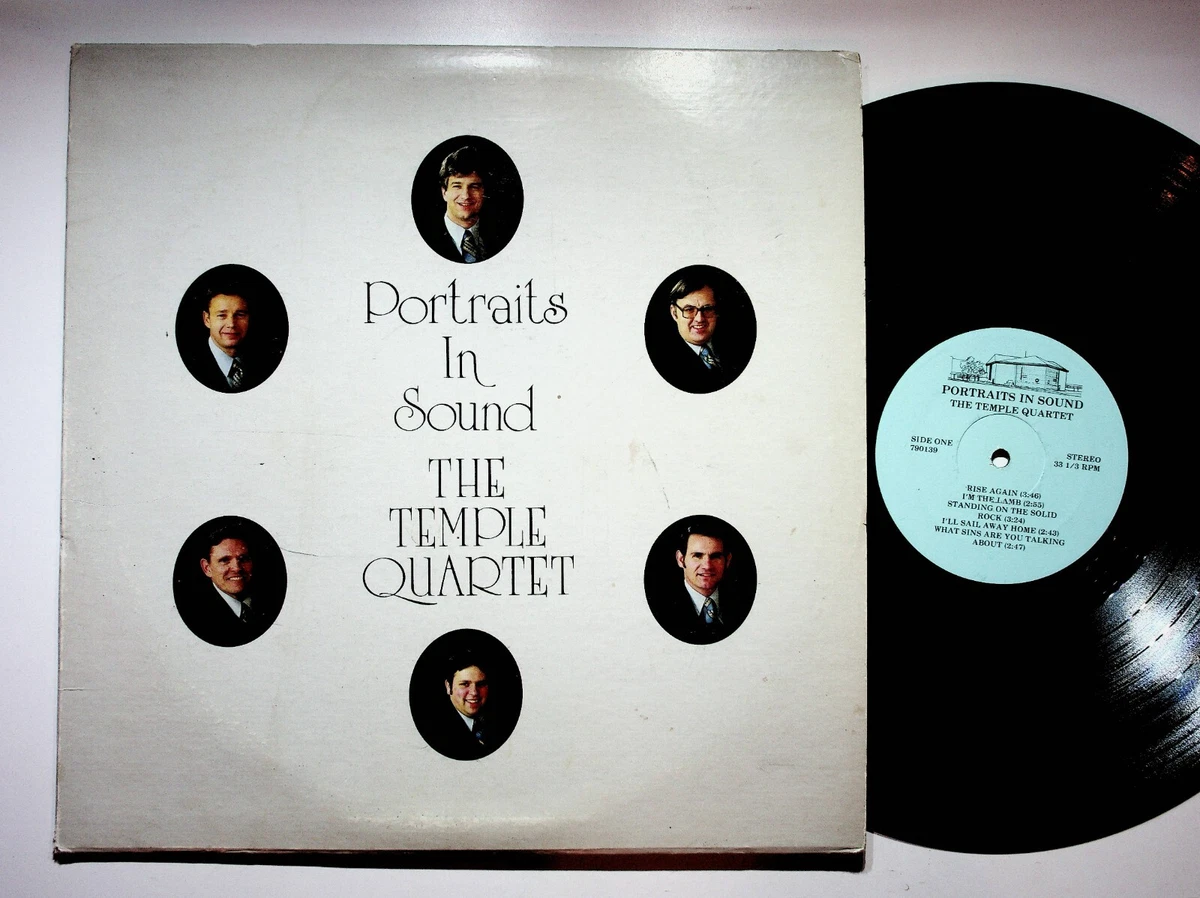 Portraits
In
Sound
THE
TEMPLE
QUARTET
PORTRAITS IN SOUND
THE TEMPLE QUARTET
SIDE ONE
790139
STEREO
33 1/3 RPM
RISE AGAIN (3:46)
I'M THE LAMB (2:55)
STANDING ON THE SOLID
ROCK (3:24)
I'LL SAIL AWAY HOME (2:43)
WHAT SINS ARE YOU TALKING
ABOUT (2:47)